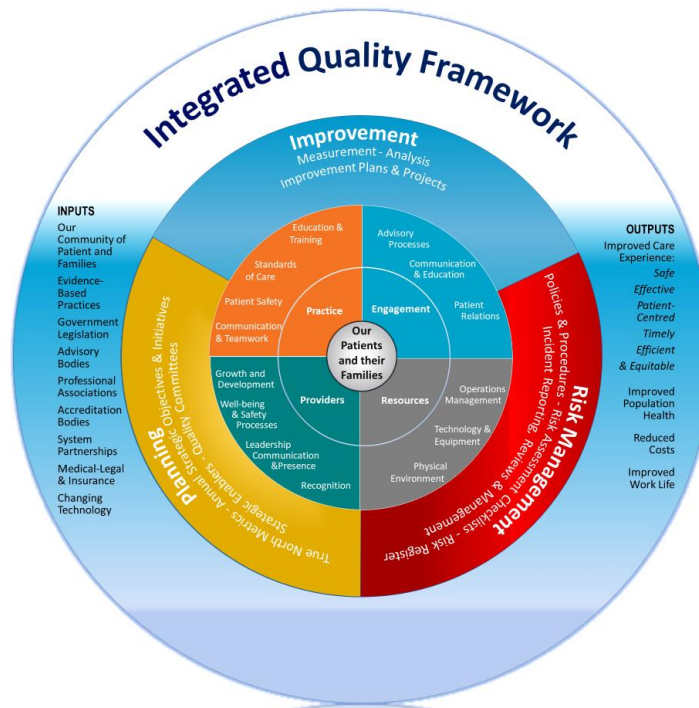 Integrated Quality Framework
Improvement
Measurement - Analysis
Improvement Plans & Projects
INPUTS
Our
Community of
Patient and
Families
Evidence-
Based
Practices
Government
Legislation
Advisory
Bodies
Professional
Associations
Accreditation
Bodies
System
Partnerships
Medical-Legal
& Insurance
Changing
Technology
Planning
True North Metrics - Annual - Strategic Objectives & Initiatives
Strategic Enablers - Quality Committees
Education &
Training
Standards
of Care
Patient Safety
Communication
& Teamwork
Practice
Advisory
Processes
Communication
& Education
Patient
Relations
Engagement
Our
Patients
and their
Families
Growth and
Development
Well-being
& Safety
Processes
Leadership
Communication
&Presence
Recognition
Providers
Resources
Operations
Management
Technology &
Equipment
Physical
Environment
Risk Management
Policies & Procedures - Risk Assessment Checklists - Risk Register
Incident Reporting, Reviews & Management
OUTPUTS
Improved Care
Experience:
Safe
Effective
Patient-
Centred
Timely
Efficient
& Equitable
Improved
Population
Health
Reduced
Costs
Improved
Work Life